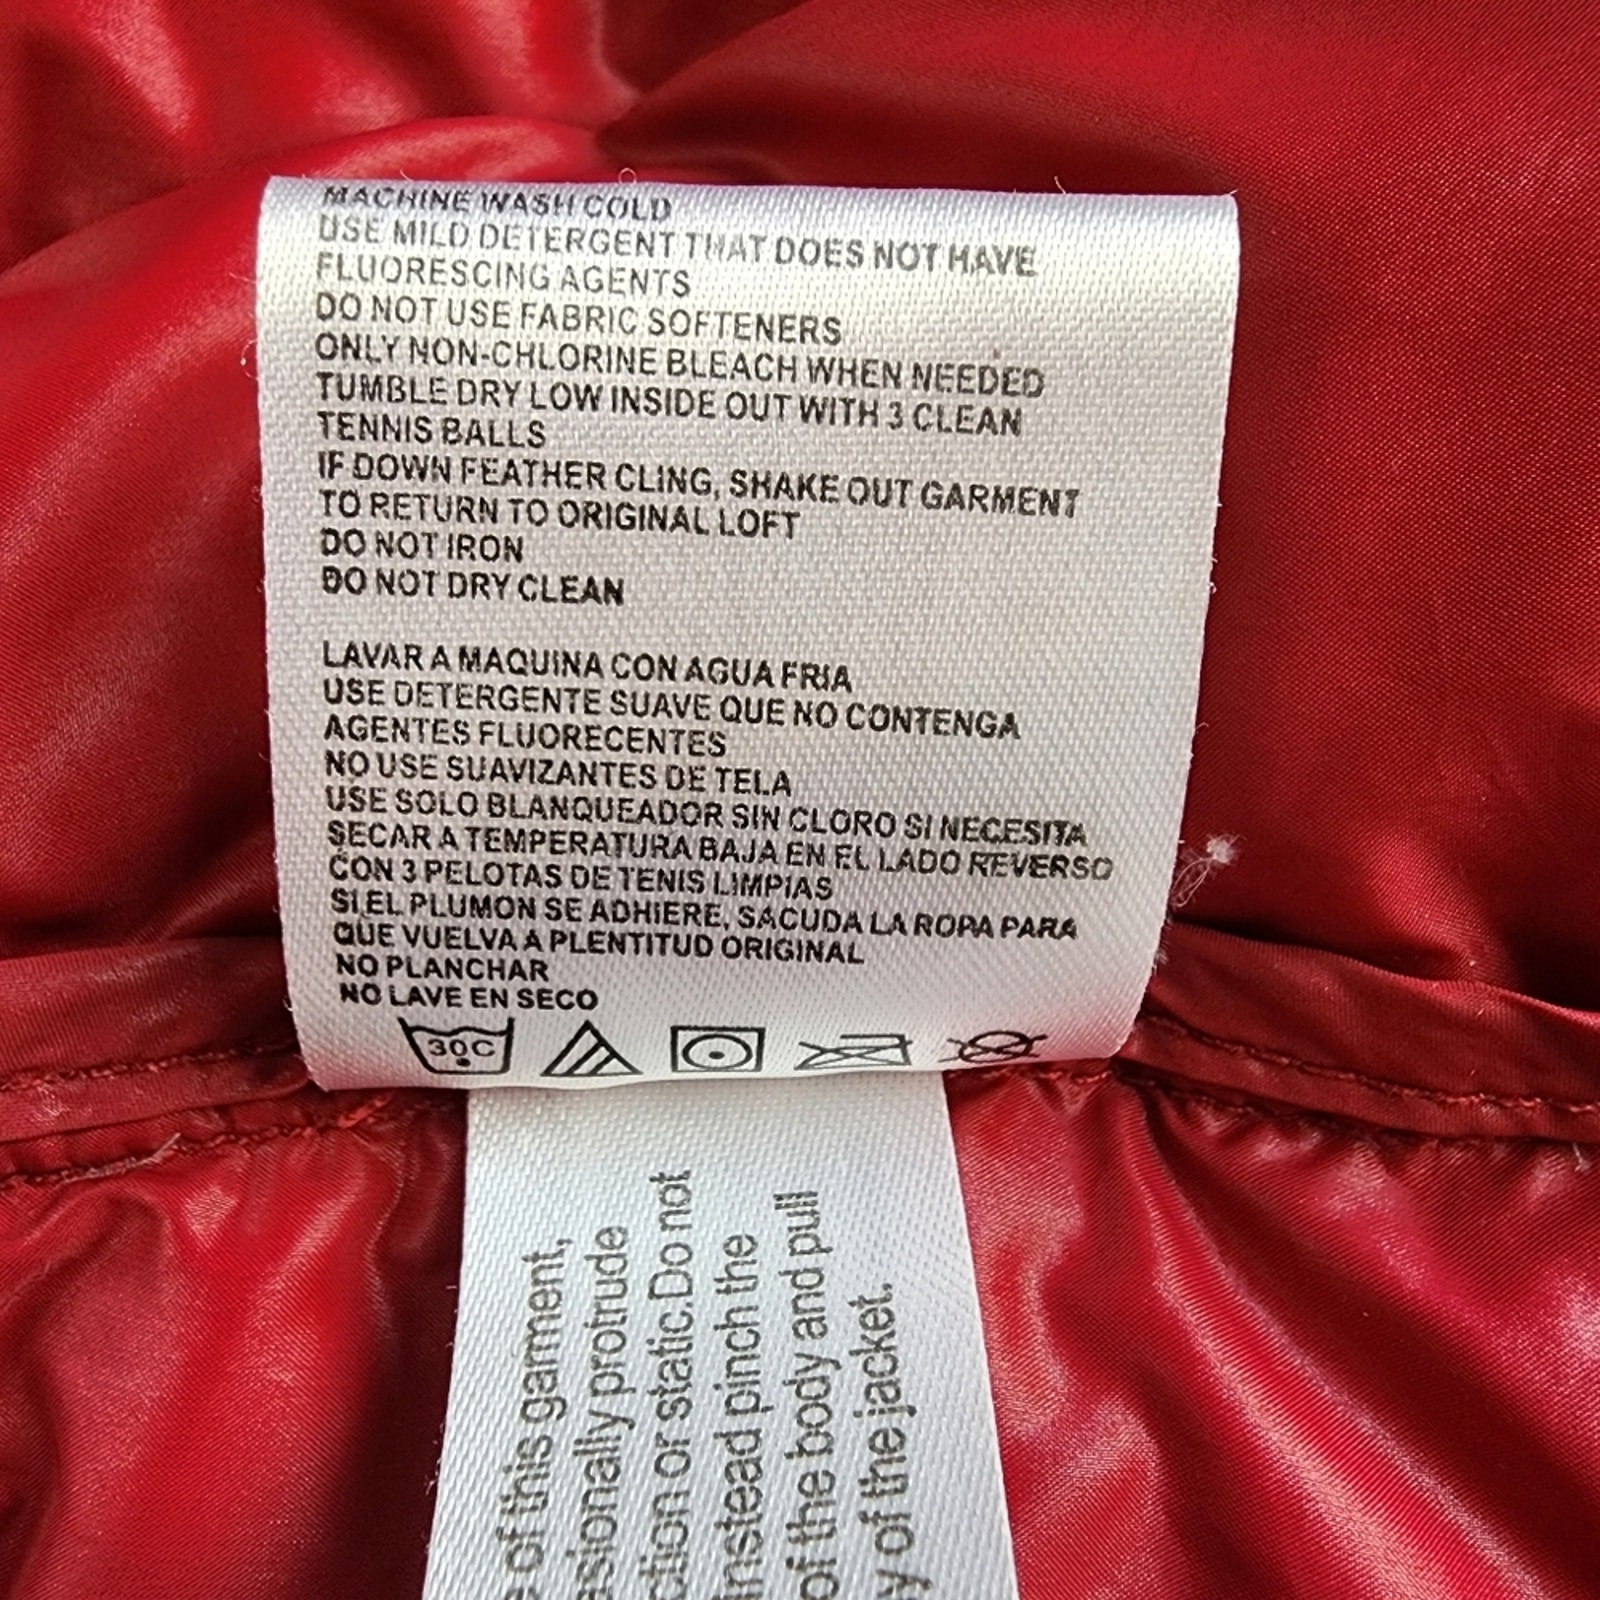 MACHINE WASH COLD
USE MILD DETERGENT THAT DOES NOT HAVE
FLUORESCING AGENTS
DO NOT USE FABRIC SOFTENERS
ONLY NON-CHLORINE BLEACH WHEN NEEDED
TUMBLE DRY LOW INSIDE OUT WITH 3 CLEAN
TENNIS BALLS
IF DOWN FEATHER CLING, SHAKE OUT GARMENT
TO RETURN TO ORIGINAL LOFT
DO NOT IRON
DO NOT DRY CLEAN
LAVAR A MAQUINA CON AGUA FRIA
USE DETERGENTE SUAVE QUE NO CONTENGA
AGENTES FLUORECENTES
NO USE SUAVIZANTES DE TELA
USE SOLO BLANQUEADOR SIN CLORO SI NECESITA
SECAR A TEMPERATURA BAJA EN EL LADO REVERSO
CON 3 PELOTAS DE TENIS LIMPIAS
SI EL PLUMON SE ADHIERE, SACUDA LA ROPA PARA
QUE VUELVA A PLENTITUD ORIGINAL
NO PLANCHAR
NO LAVE EN SECO
30C
of this garment,
protrude
or static.Do not
instead pinch the
of the body and pull
of the jacket.